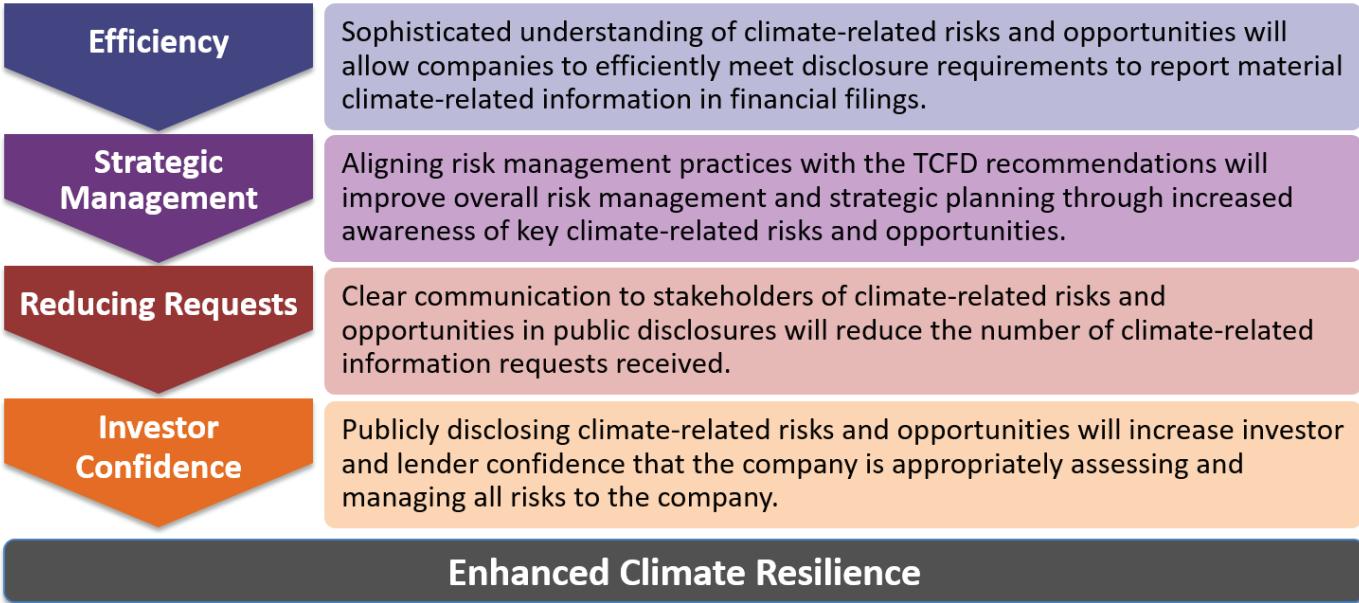 Efficiency
Sophisticated understanding of climate-related risks and opportunities will
allow companies to efficiently meet disclosure requirements to report material
climate-related information in financial filings.
Strategic
Management
Aligning risk management practices with the TCFD recommendations will
improve overall risk management and strategic planning through increased
awareness of key climate-related risks and opportunities.
Reducing Requests
Clear communication to stakeholders of climate-related risks and
opportunities in public disclosures will reduce the number of climate-related
information requests received.
Investor
Confidence
Publicly disclosing climate-related risks and opportunities will increase investor
and lender confidence that the company is appropriately assessing and
managing all risks to the company.
Enhanced Climate Resilience